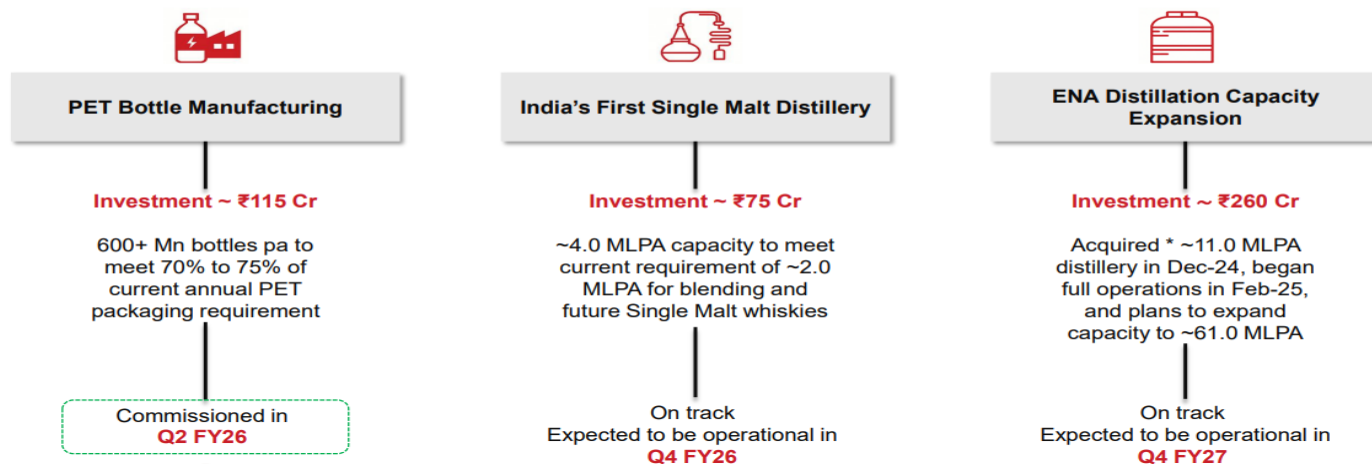 PET Bottle Manufacturing
Investment ~ ₹115 Cr
600+ Mn bottles pa to
meet 70% to 75% of
current annual PET
packaging requirement
Commissioned in
Q2 FY26
India's First Single Malt Distillery
Investment ~ ₹75 Cr
~4.0 MLPA capacity to meet
current requirement of ~2.0
MLPA for blending and
future Single Malt whiskies
On track
Expected to be operational in
Q4 FY26
ENA Distillation Capacity
Expansion
Investment ~ ₹260 Cr
Acquired * ~11.0 MLPA
distillery in Dec-24, began
full operations in Feb-25,
and plans to expand
capacity to ~61.0 MLPA
On track
Expected to be operational in
Q4 FY27